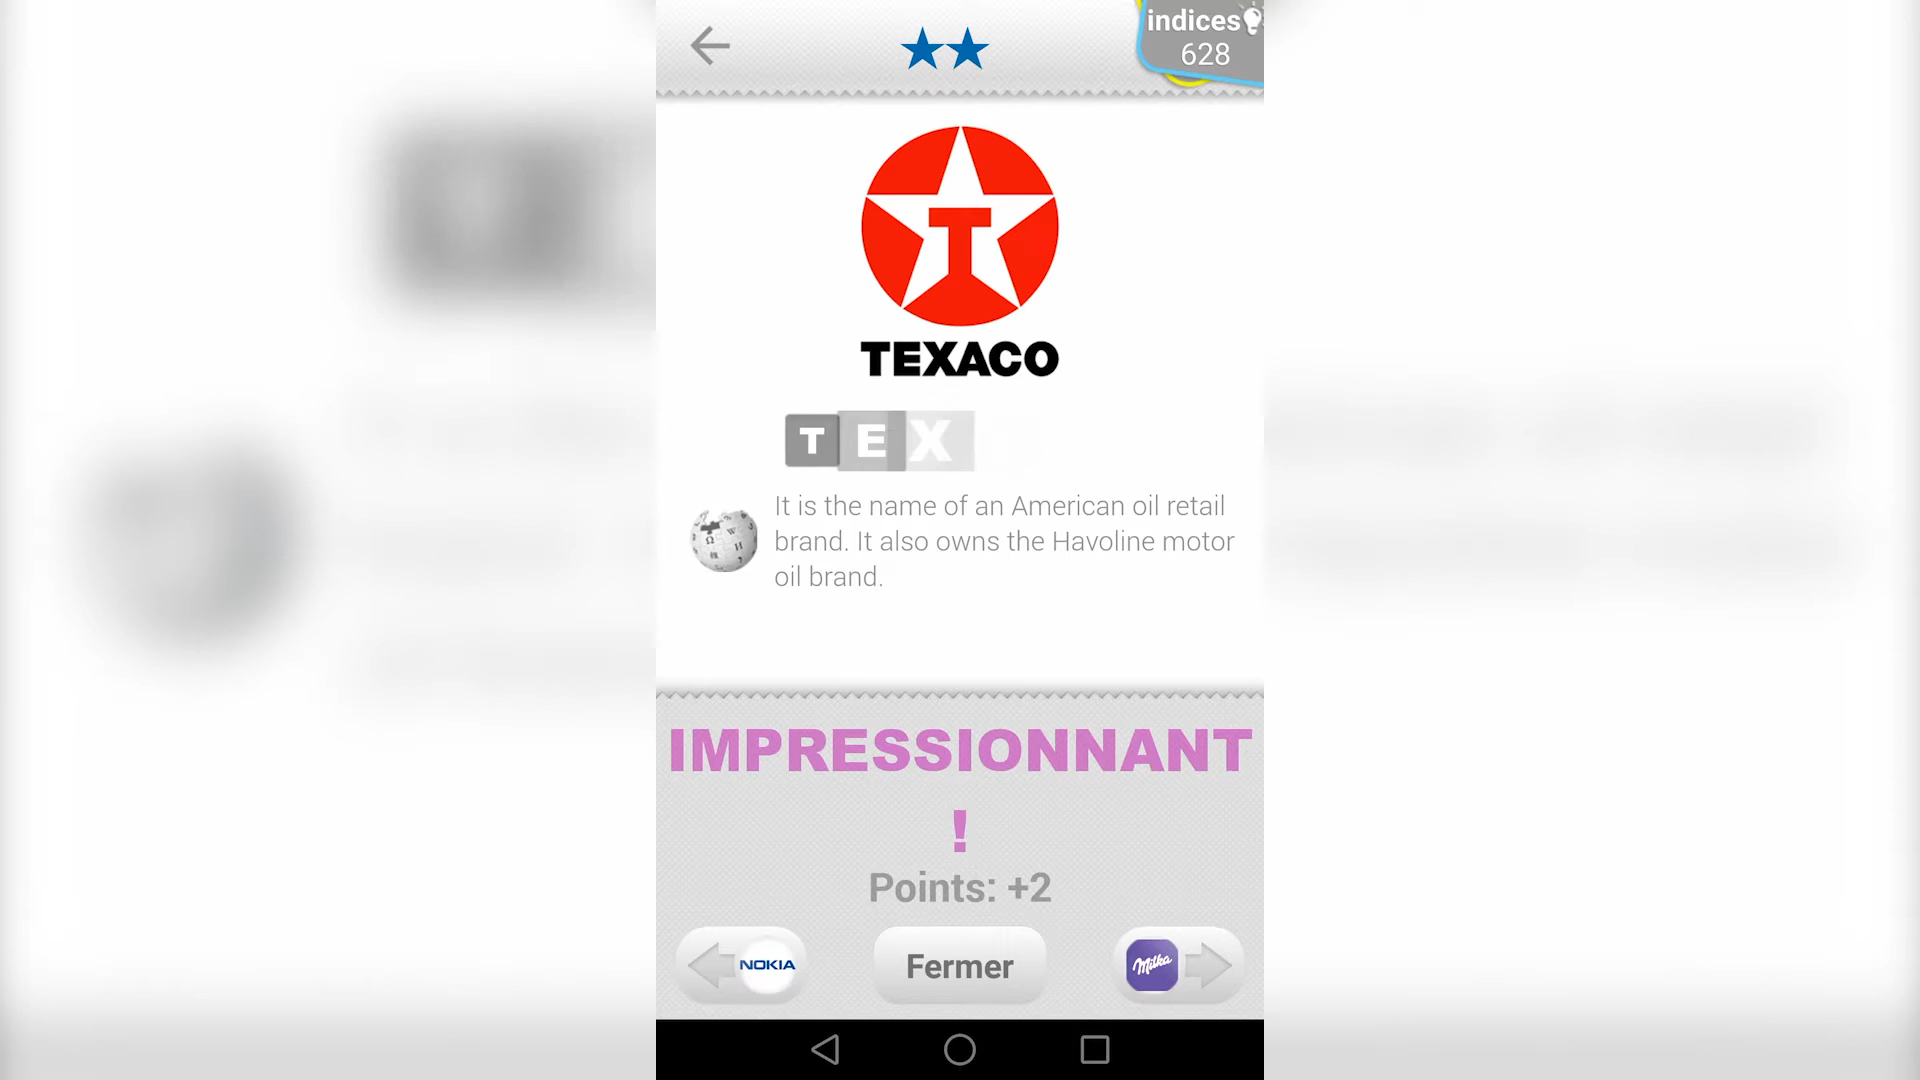 indices
628
T
TEXACO
T E X
It is the name of an American oil retail
brand. It also owns the Havoline motor
oil brand.
IMPRESSIONNANT
!
Points: +2
NOKIA
Fermer
Milka